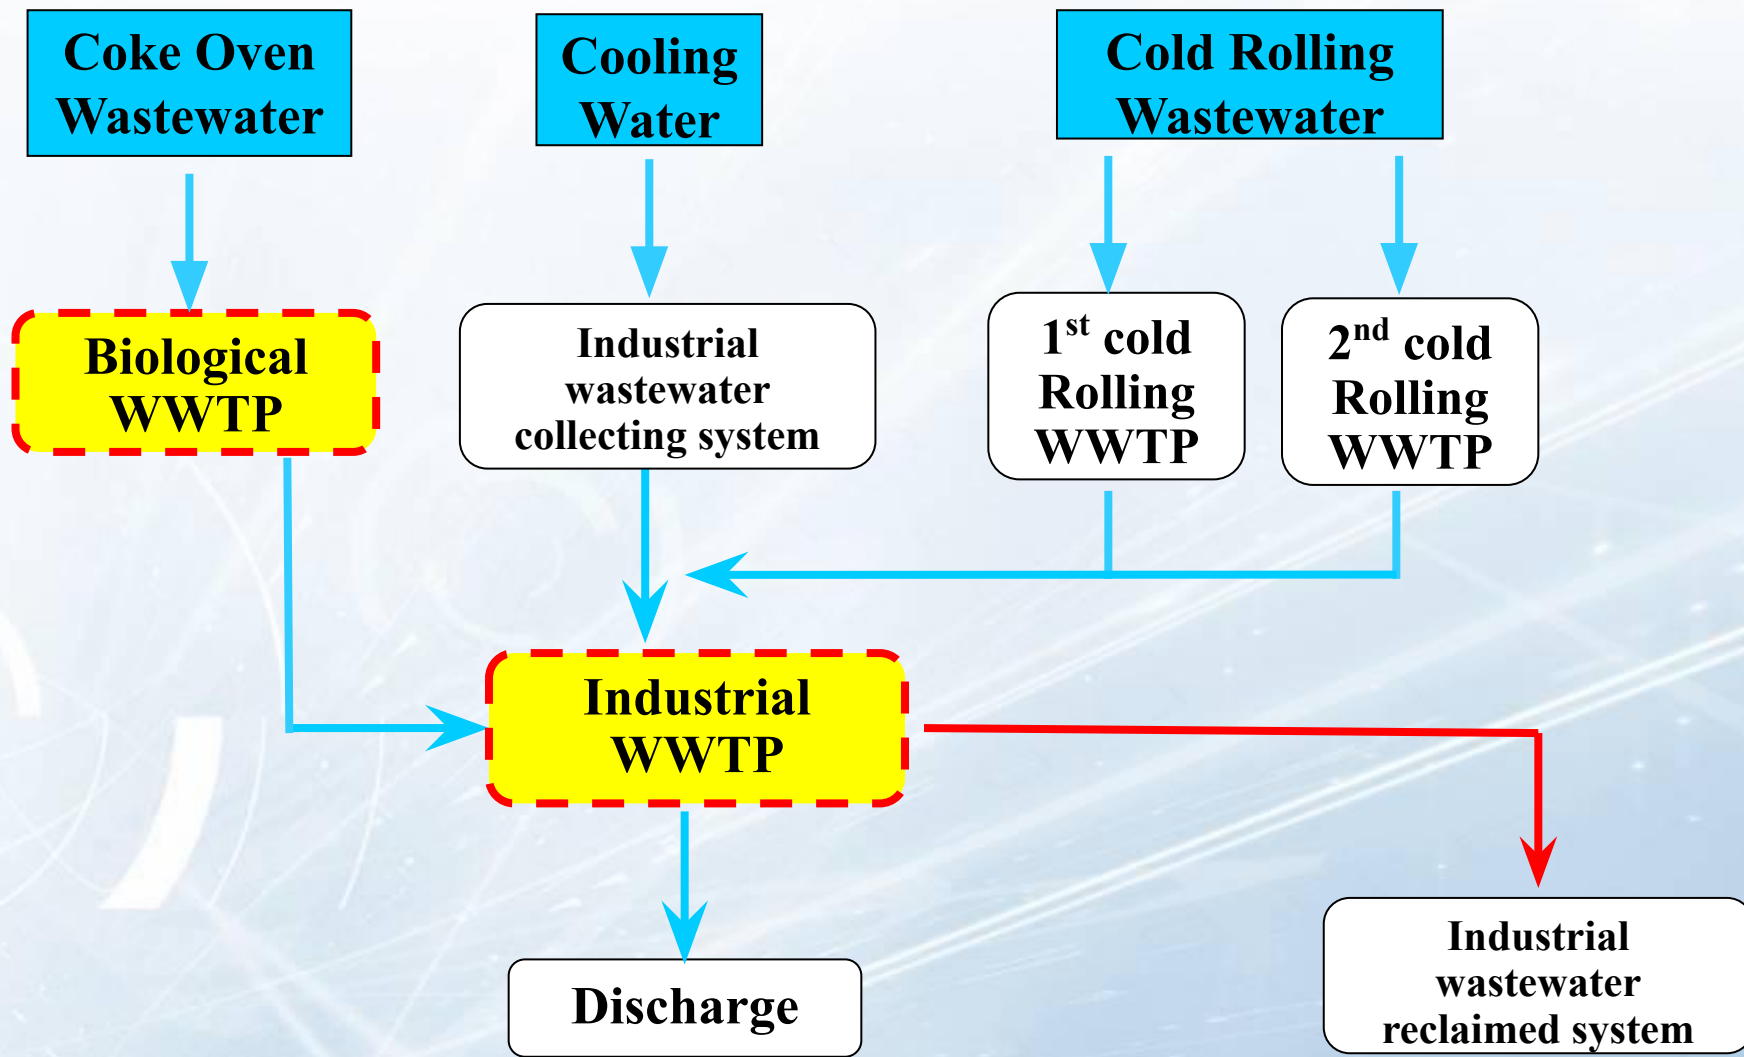 Coke Oven
Wastewater
Cooling
Water
Cold Rolling
Wastewater
Biological
WWTP
Industrial
wastewater
collecting system
1st cold
Rolling
WWTP
2nd cold
Rolling
WWTP
Industrial
WWTP
Discharge
Industrial
wastewater
reclaimed system